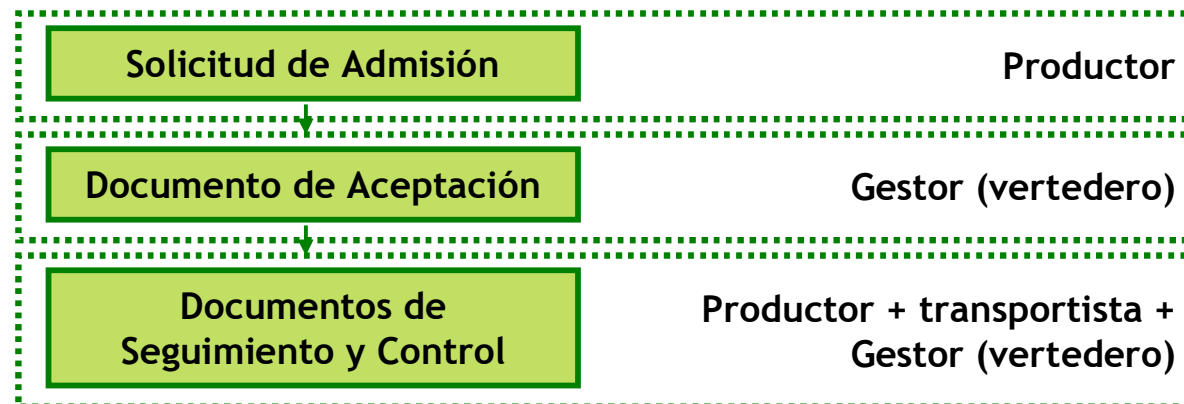 Solicitud de Admisión
Productor
Documento de Aceptación
Gestor (vertedero)
Documentos de
Seguimiento y Control
Productor + transportista +
Gestor (vertedero)